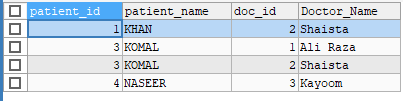 patient_id patient_name doc_id Doctor_Name
1 KHAN 2 Shaista
3 KOMAL 1 Ali Raza
3 KOMAL 2 Shaista
4 NASEER 3 Kayoom